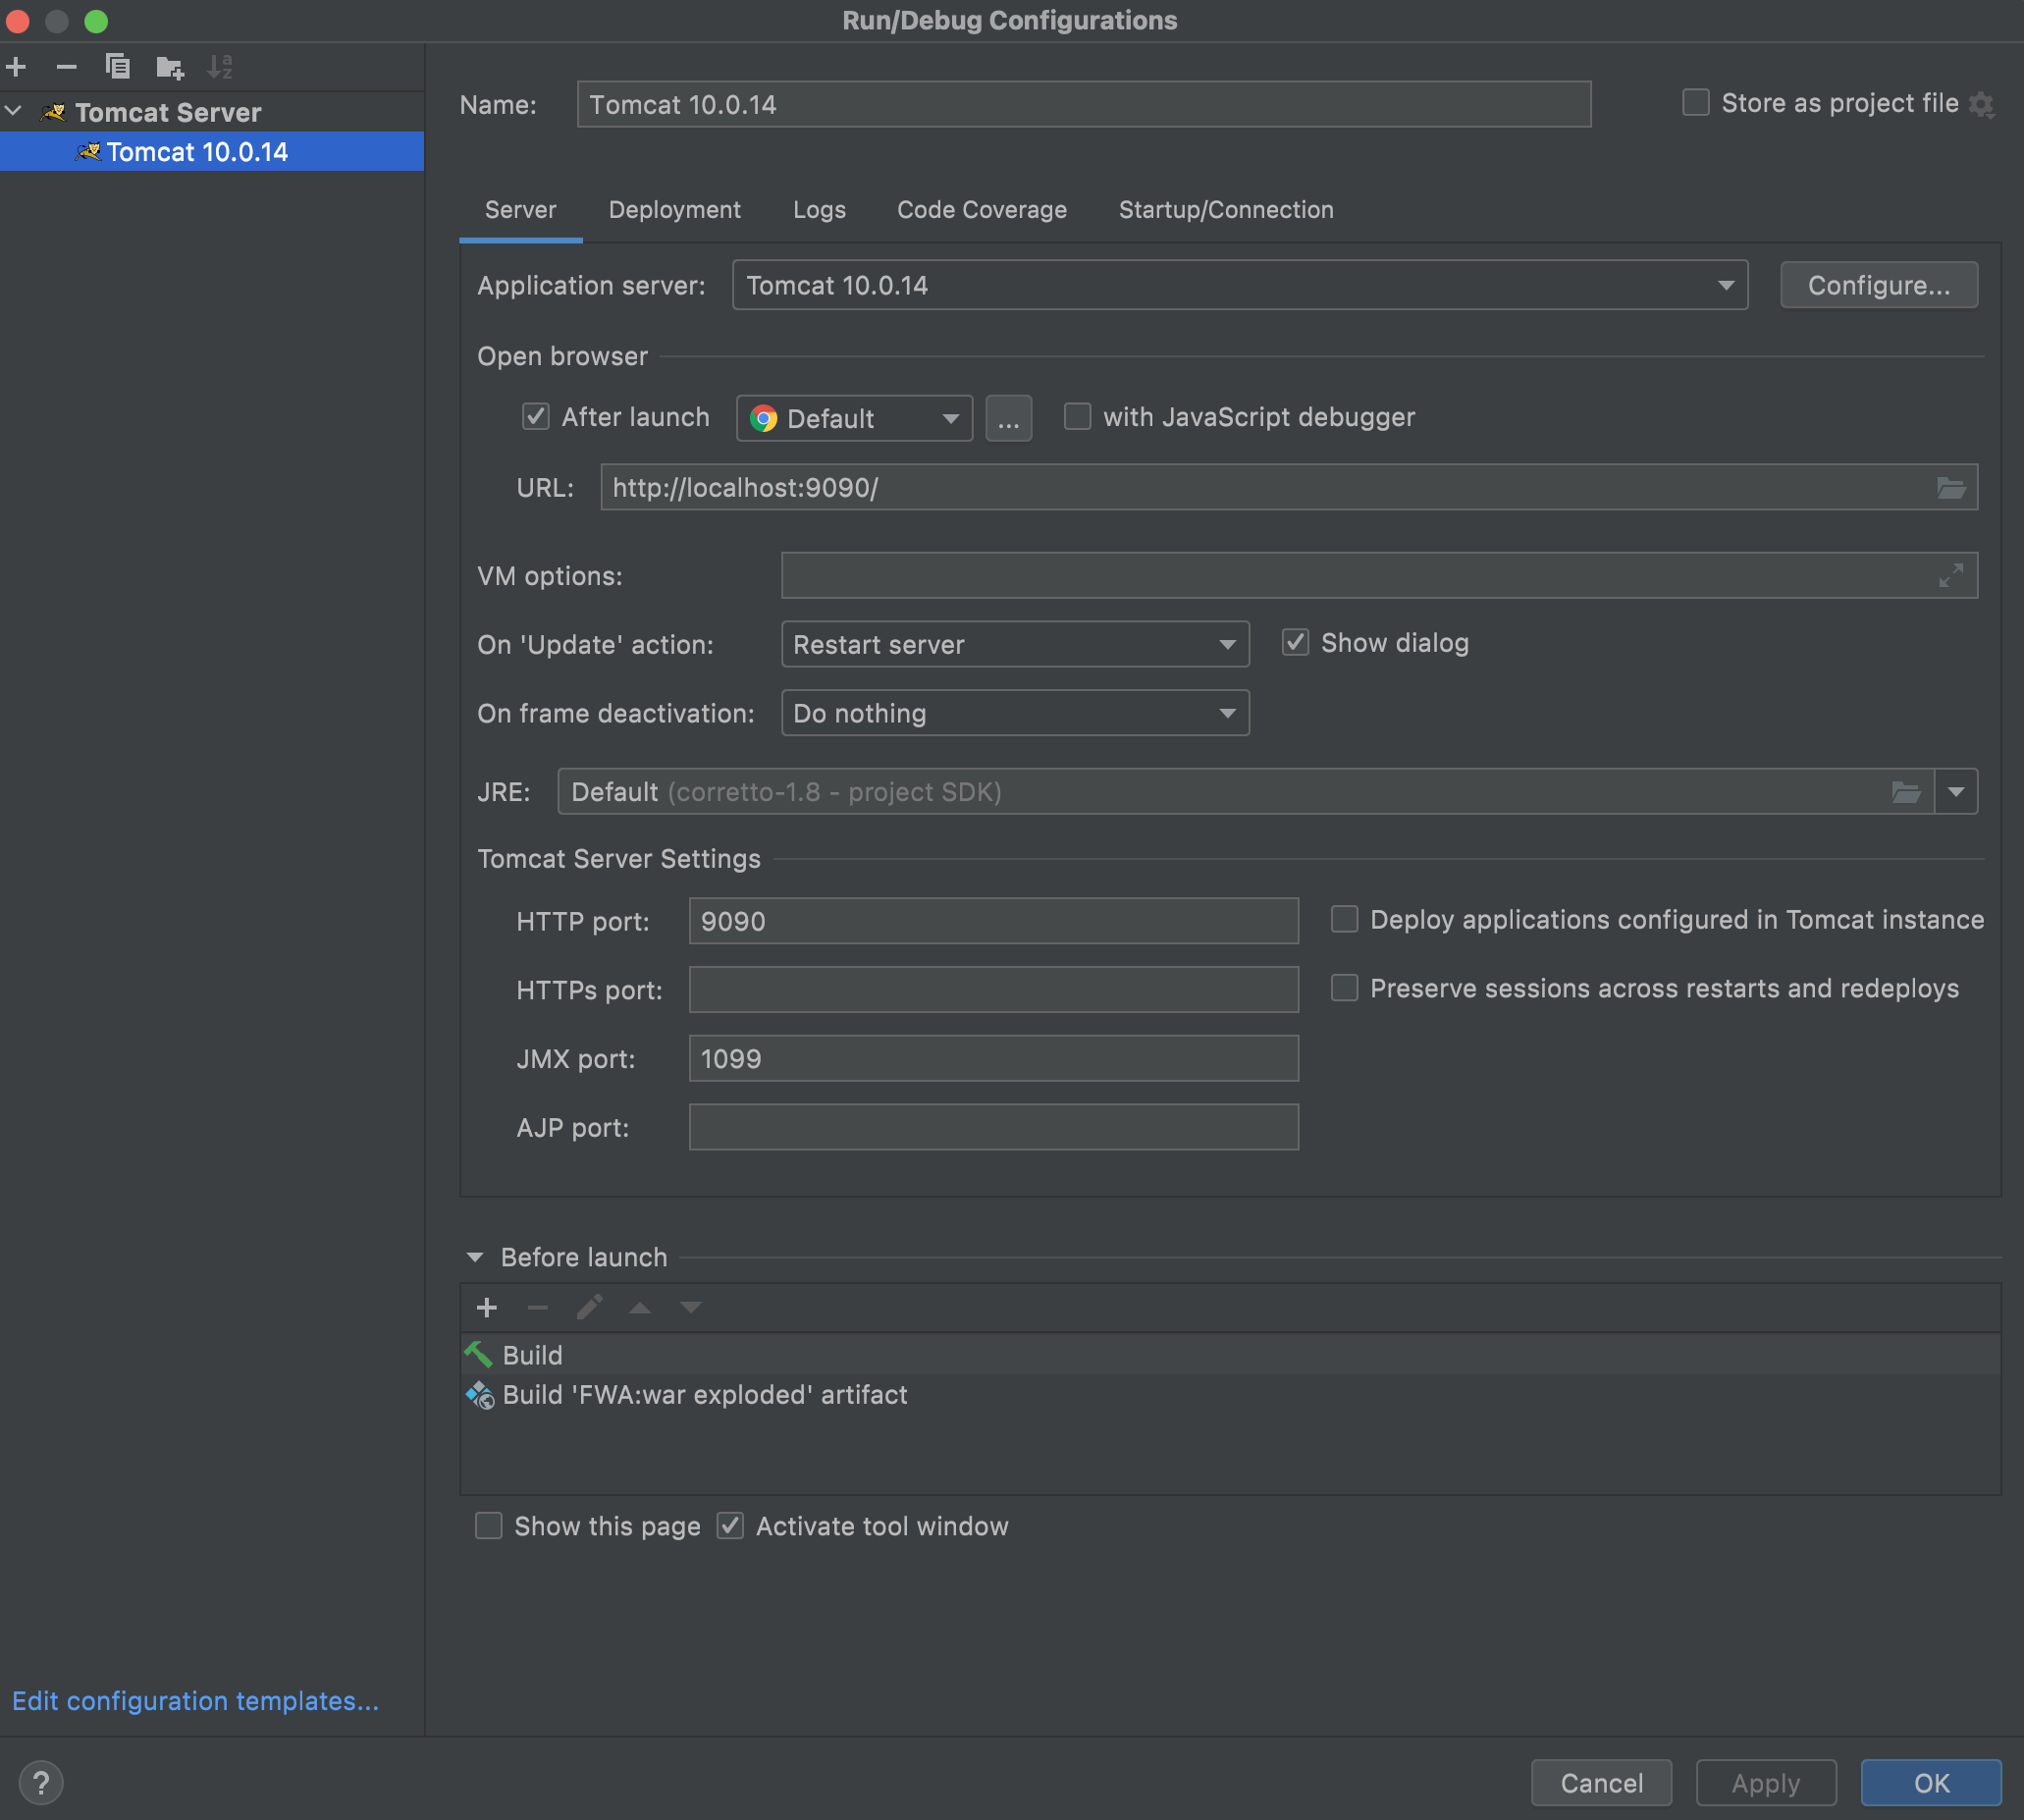 Run/Debug Configurations
Tomcat Server
Tomcat 10.0.14
Edit configuration templates...
Name: Tomcat 10.0.14 Store as project file
Server Deployment Logs Code Coverage Startup/Connection
Application server: Tomcat 10.0.14 Configure...
Open browser
After launch Default ... with JavaScript debugger
URL: http://localhost:9090/
VM options:
On 'Update' action: Restart server Show dialog
On frame deactivation: Do nothing
JRE: Default (corretto-1.8 - project SDK)
Tomcat Server Settings
HTTP port: 9090 Deploy applications configured in Tomcat instance
HTTPs port: Preserve sessions across restarts and redeploys
JMX port: 1099
AJP port:
Before launch
Build
Build 'FWA:war exploded' artifact
Show this page Activate tool window
? Cancel Apply OK